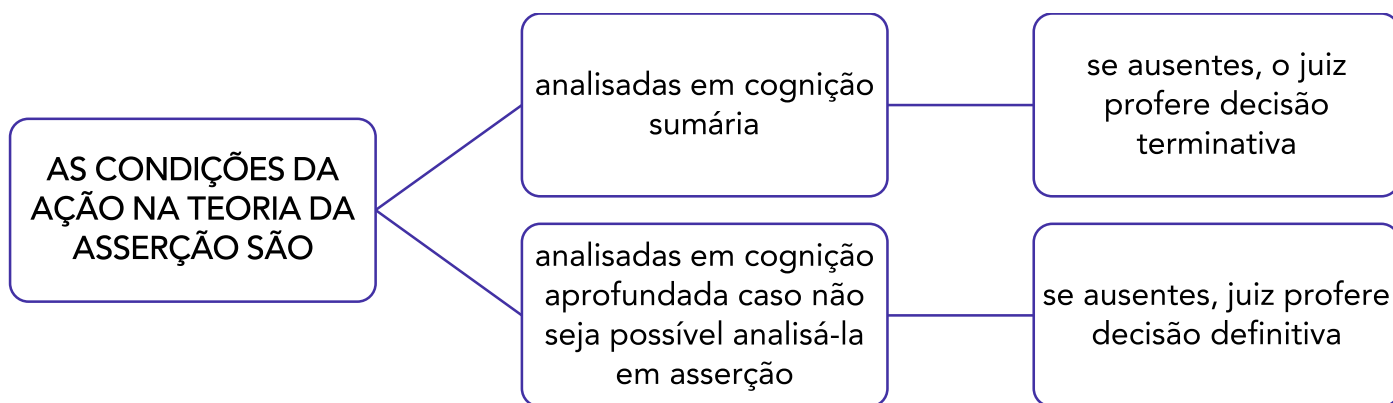 AS CONDIÇÕES DA
AÇÃO NA TEORIA DA
ASSERÇÃO SÃO
analisadas em cognição
sumária
se ausentes, o juiz
profere decisão
terminativa
analisadas em cognição
aprofundada caso não
seja possível analisá-la
em asserção
se ausentes, juiz profere
decisão definitiva